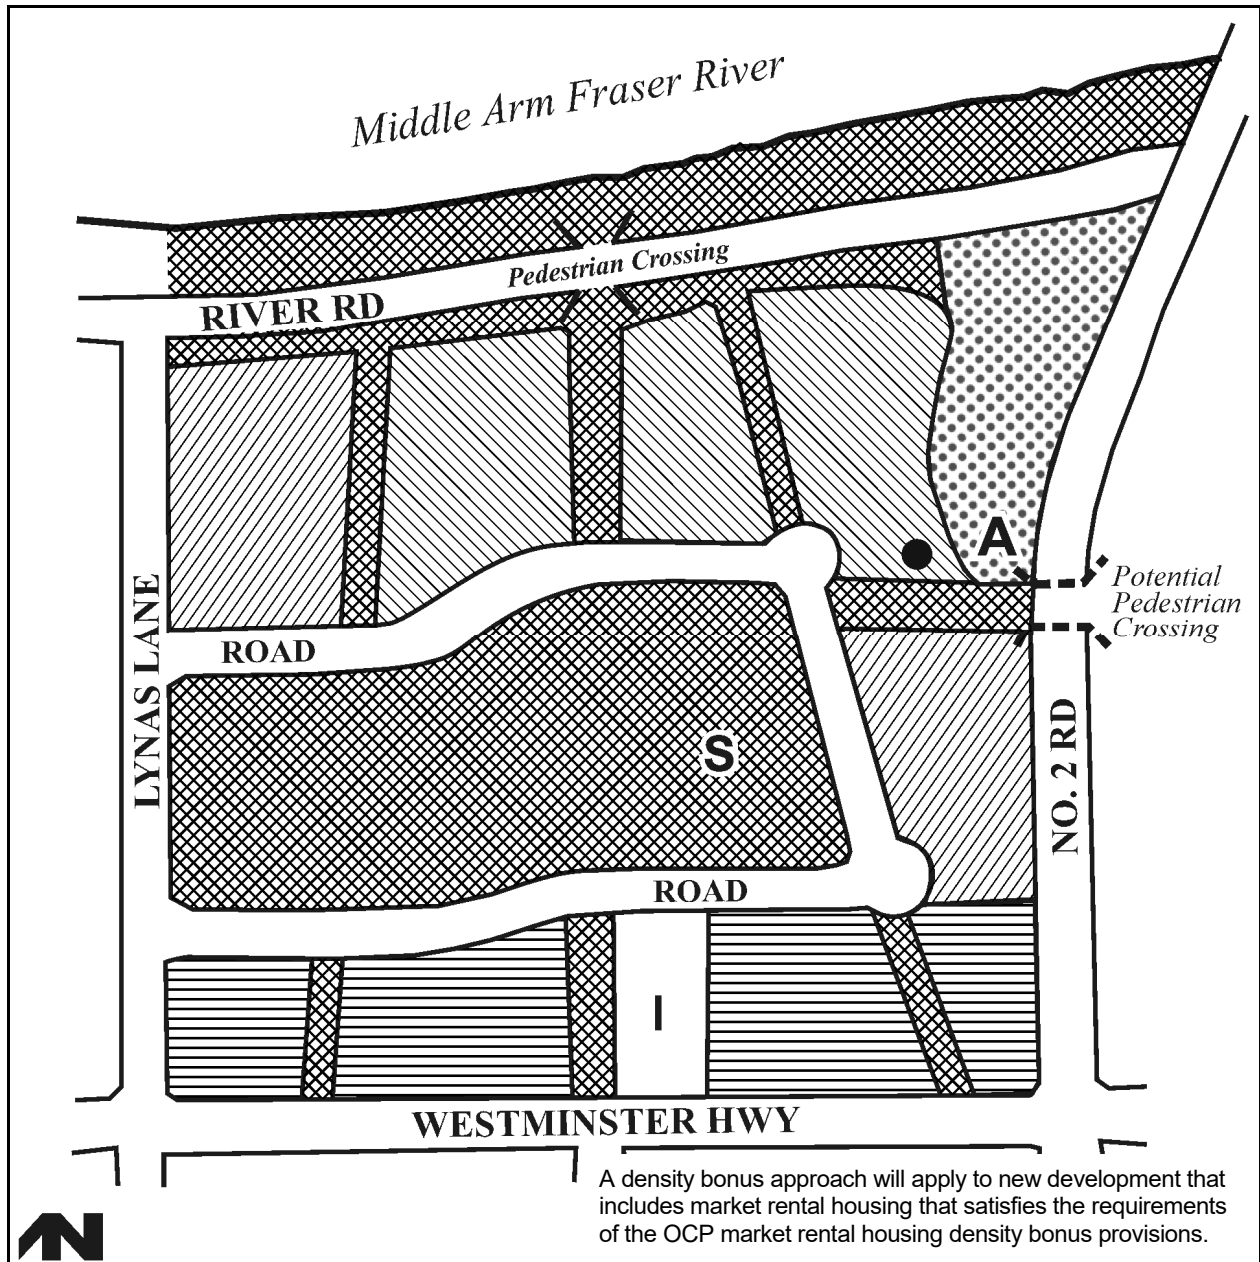 Middle Arm Fraser River
Pedestrian Crossing
RIVER RD
A
Potential
Pedestrian
Crossing
LYNAS LANE
ROAD
S
NO. 2 RD
ROAD
I
WESTMINSTER HWY
A density bonus approach will apply to new development that
includes market rental housing that satisfies the requirements
of the OCP market rental housing density bonus provisions.
N